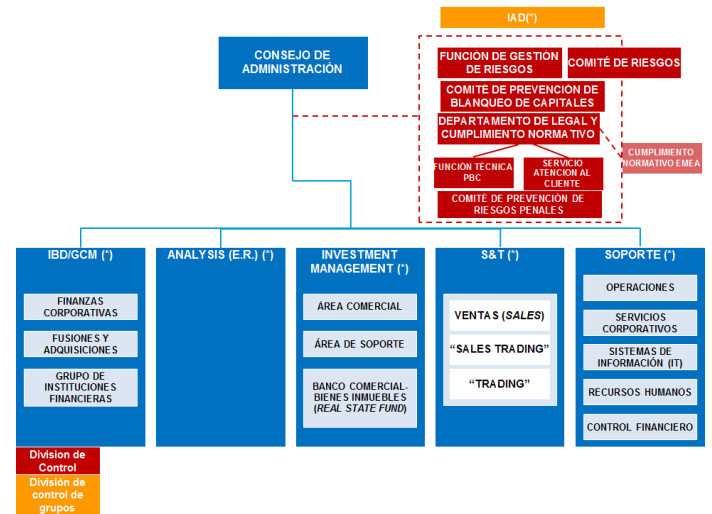 IAD(*)
CONSEJO DE
ADMINISTRACIÓN
FUNCIÓN DE GESTIÓN
DE RIESGOS
COMITÉ DE RIESGOS
COMITÉ DE PREVENCIÓN DE
BLANQUEO DE CAPITALES
DEPARTAMENTO DE LEGAL Y
CUMPLIMIENTO NORMATIVO
CUMPLIMIENTO
NORMATIVO EMEA
FUNCIÓN TÉCNICA
PBC
SERVICIO
ATENCION AL
CLIENTE
COMITÉ DE PREVENCIÓN DE
RIESGOS PENALES
IBD/GCM (*)
FINANZAS
CORPORATIVAS
FUSIONES Y
ADQUISICIONES
GRUPO DE
INSTITUCIONES
FINANCIERAS
ANALYSIS (E.R.) (*)
INVESTMENT
MANAGEMENT (*)
ÁREA COMERCIAL
ÁREA DE SOPORTE
BANCO COMERCIAL-
BIENES INMUEBLES
(REAL STATE FUND)
S&T (*)
VENTAS (SALES)
“SALES TRADING”
“TRADING”
SOPORTE (*)
OPERACIONES
SERVICIOS
CORPORATIVOS
SISTEMAS DE
INFORMACIÓN (IT)
RECURSOS HUMANOS
CONTROL FINANCIERO
Division de
Control
División de
control de
grupos